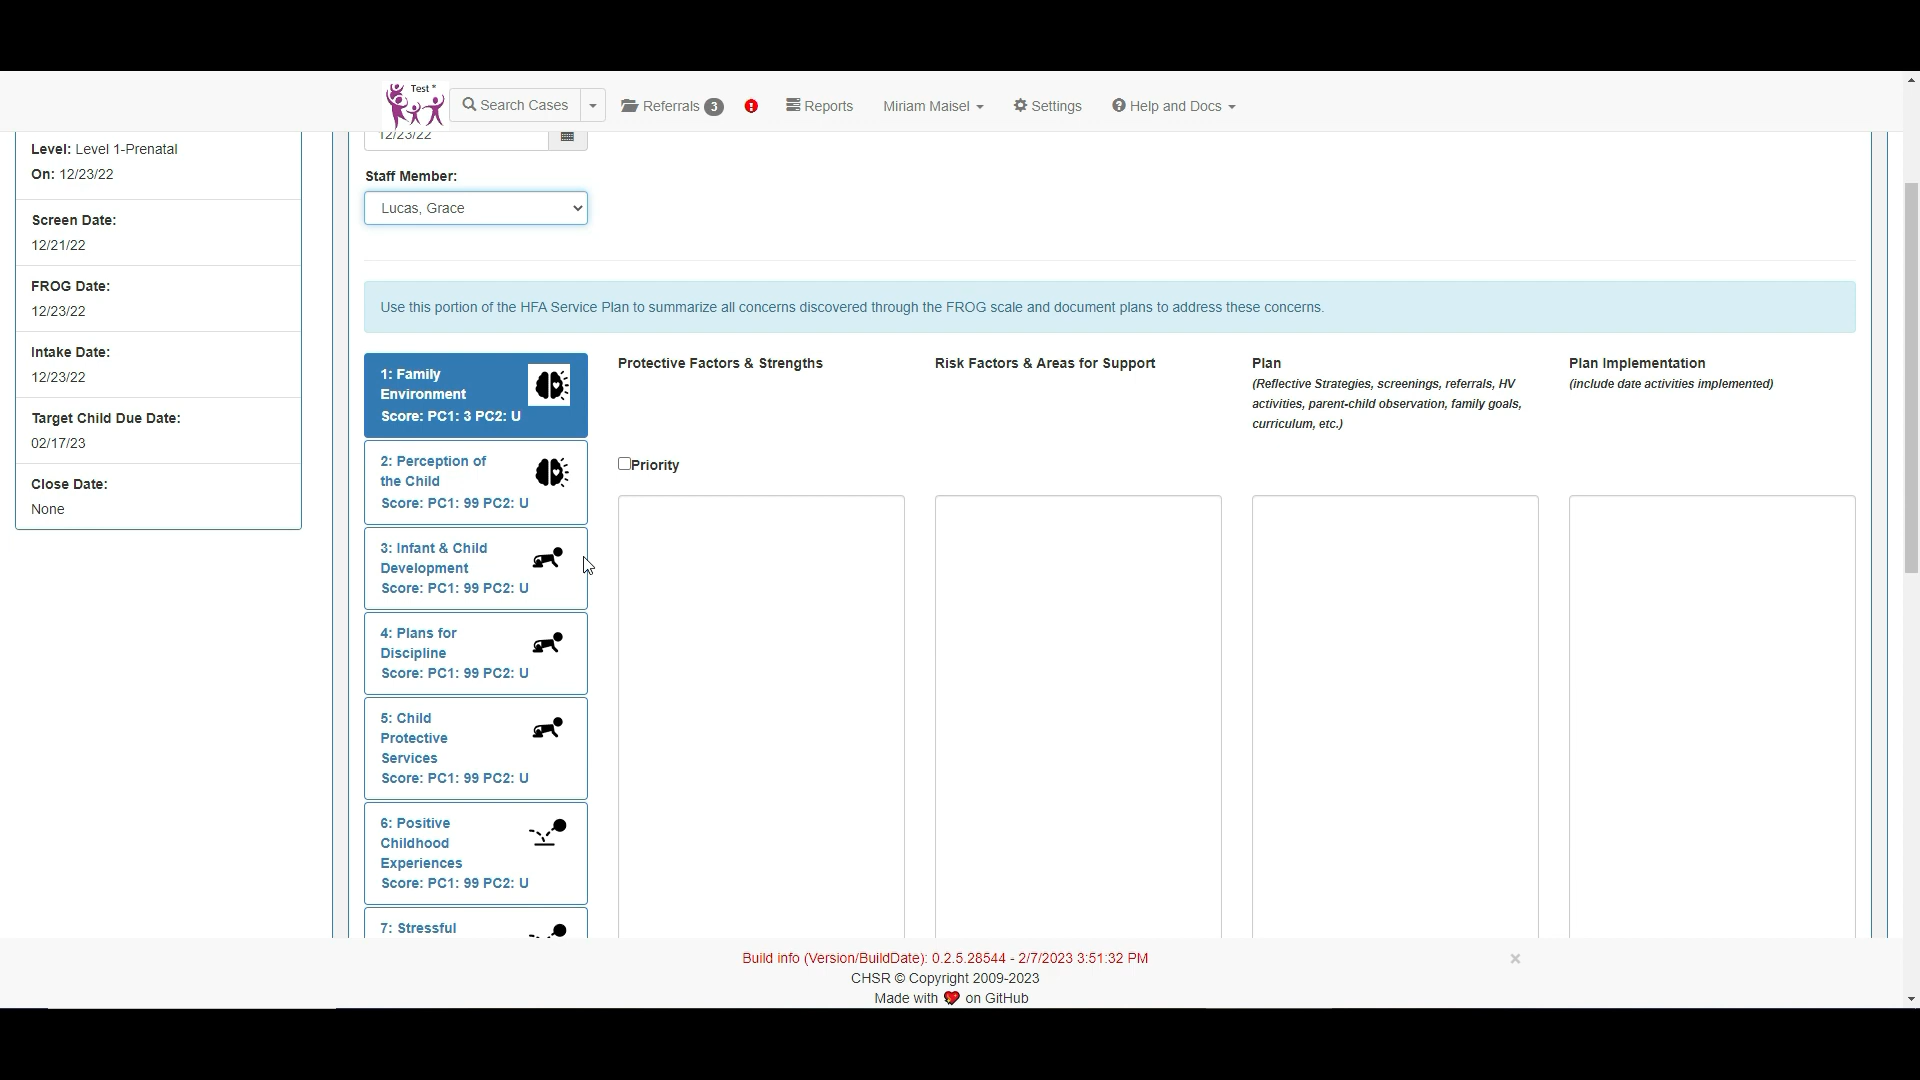 Test *
Search Cases
Referrals 3
Reports
Miriam Maisel
Settings
Help and Docs
Level: Level 1-Prenatal
On: 12/23/22
Screen Date:
12/21/22
FROG Date:
12/23/22
Intake Date:
12/23/22
Target Child Due Date:
02/17/23
Close Date:
None
12/23/22
Staff Member:
Lucas, Grace
Use this portion of the HFA Service Plan to summarize all concerns discovered through the FROG scale and document plans to address these concerns.
1: Family
Environment
Score: PC1: 3 PC2: U
2: Perception of
the Child
Score: PC1: 99 PC2: U
3: Infant & Child
Development
Score: PC1: 99 PC2: U
4: Plans for
Discipline
Score: PC1: 99 PC2: U
5: Child
Protective
Services
Score: PC1: 99 PC2: U
6: Positive
Childhood
Experiences
Score: PC1: 99 PC2: U
7: Stressful
Protective Factors & Strengths
Priority
Risk Factors & Areas for Support
Plan
(Reflective Strategies, screenings, referrals, HV
activities, parent-child observation, family goals,
curriculum, etc.)
Plan Implementation
(include date activities implemented)
Build info (Version/BuildDate): 0.2.5.28544 - 2/7/2023 3:51:32 PM
CHSR © Copyright 2009-2023
Made with ❤ on GitHub